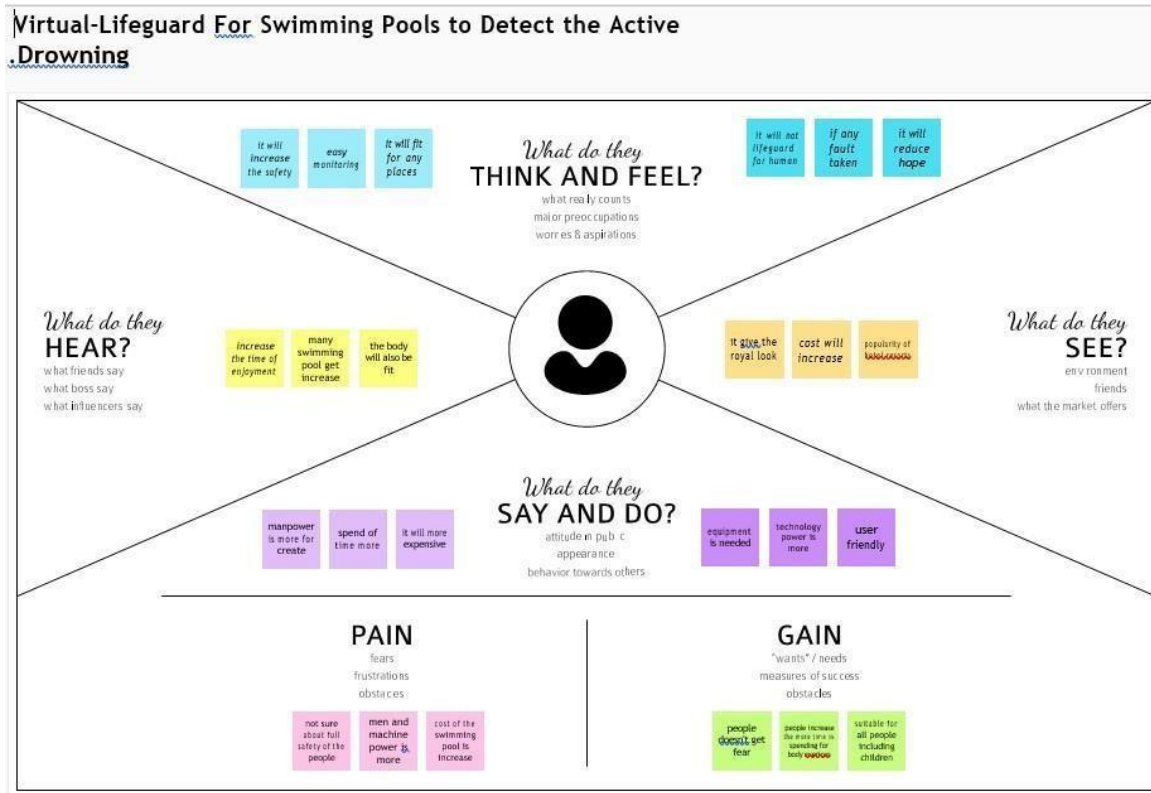 Virtual-Lifeguard For Swimming Pools to Detect the Active
.Drowning
it will
increase
the safety
easy
monitoring
it will fit
for any
places
What do they
THINK AND FEEL?
what really counts
major preoccupations
worries & aspirations
it will not
lifeguard
for human
if any
fault
taken
it will
reduce
hope
What do they
HEAR?
what friends say
what boss say
what influencers say
increase
the time of
enjoyment
many
swimming
pool get
increase
the body
will also be
fit
it give the
royal look
cost will
increase
popularity of
What do they
SEE?
environment
friends
what the market offers
What do they
SAY AND DO?
attitude in public
appearance
behavior towards others
manpower
is more for
create
spend of
time more
it will more
expensive
equipment
is needed
technology
power is
more
user
friendly
PAIN
fears
frustrations
obstacles
not sure
about full
safety of the
people
men and
machine
power is
more
cost of the
swimming
pool is
increase
GAIN
"wants" / needs
measures of success
obstacles
people
doesn't get
fear
people increase
the more time is
spending for
body
suitable for
all people
including
children